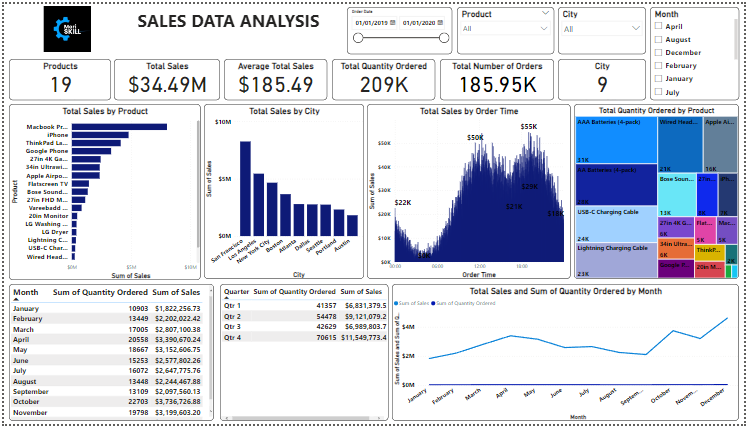 Meri
SKILL
SALES DATA ANALYSIS
Order Date
01/01/2019 01/01/2020
Product
All
City
All
Month
April
August
December
February
January
July
Products
19
Total Sales
$34.49M
Average Total Sales
$185.49
Total Quantity Ordered
209K
Total Number of Orders
185.95K
City
9
Total Sales by Product
Product
Macbook Pr...
iPhone
ThinkPad La...
Google Phone
27in 4K Ga...
34in Ultrawi...
Apple Airpo...
Flatscreen TV
Bose Sound...
27in FHD M...
Vareebadd ...
20in Monitor
LG Washing ...
LG Dryer
Lightning C...
USB-C Char...
Wired Head...
$0M $5M $10M
Sum of Sales
Total Sales by City
Sum of Sales
$10M
$5M
$0M
San Francisco
Los Angeles
New York City
Boston
Atlanta
Dallas
Seattle
Portland
Austin
City
Total Sales by Order Time
Sum of Sales
$50K
$40K
$30K
$20K
$10K
$0K
$22K
$50K
$55K
$29K
00:00 06:00 12:00 18:00
Order Time
Total Quantity Ordered by Product
AAA Batteries (4-pack)
31K
AA Batteries (4-pack)
USB-C Charging Cable
24K
Lightning Charging Cable
23K
Wired Head...
21K
Apple Ai...
16K
Bose Soun...
13K
27in 4K G...
6K
34in Ultra...
6K
Flat...
5K
Mac...
5K
ThinkP...
20in M...
2K
Month Sum of Quantity Ordered Sum of Sales
January 10903 $1,822,256.73
February 13449 $2,202,022.42
March 17005 $2,807,100.38
April 20558 $3,390,670.24
May 18667 $3,152,606.75
June 15253 $2,577,802.26
July 16072 $2,647,775.76
August 13448 $2,244,467.88
September 13109 $2,097,560.13
October 22703 $3,736,726.88
November 19798 $3,199,603.20
Quarter Sum of Quantity Ordered Sum of Sales
Qtr 1 41357 $6,831,379.5
Qtr 2 54478 $9,121,079.2
Qtr 3 42629 $6,989,803.7
Qtr 4 70615 $11,549,773.4
Total Sales and Sum of Quantity Ordered by Month
Sum of Sales Sum of Quantity Ordered
Sum of Sales and Sum of Q...
$4M
$2M
$0M
January
February
March
April
May
June
July
August
Septem...
October
Novem...
December
Month